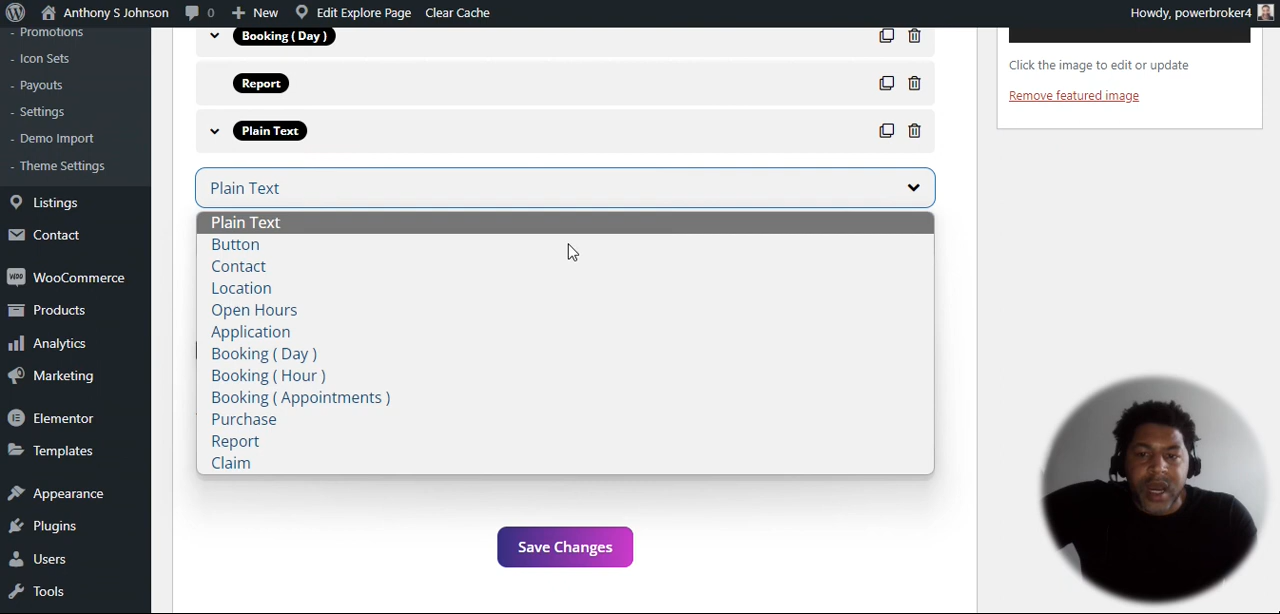 Anthony S Johnson
0
New
Edit Explore Page
Clear Cache
Howdy, powerbroker4
- Promotions
- Icon Sets
- Payouts
- Settings
- Demo Import
- Theme Settings
Listings
Contact
WooCommerce
Products
Analytics
Marketing
Elementor
Templates
Appearance
Plugins
Users
Tools
Booking ( Day )
Report
Plain Text
Plain Text
Plain Text
Button
Contact
Location
Open Hours
Application
Booking ( Day )
Booking ( Hour )
Booking ( Appointments )
Purchase
Report
Claim
Save Changes
Click the image to edit or update
Remove featured image